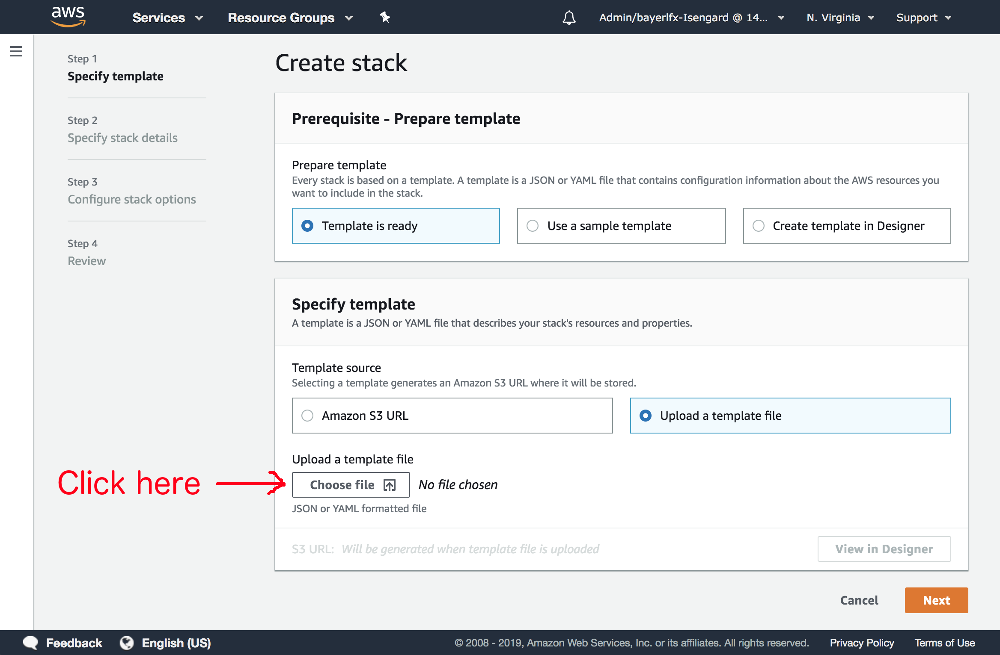 aws
Services
Resource Groups
Admin/bayerlfx-Isengard @ 14...
N. Virginia
Support
Step 1
Specify template
Step 2
Specify stack details
Step 3
Configure stack options
Step 4
Review
Create stack
Prerequisite - Prepare template
Prepare template
Every stack is based on a template. A template is a JSON or YAML file that contains configuration information about the AWS resources you
want to include in the stack.
Template is ready
Use a sample template
Create template in Designer
Specify template
A template is a JSON or YAML file that describes your stack's resources and properties.
Template source
Selecting a template generates an Amazon S3 URL where it will be stored.
Amazon S3 URL
Upload a template file
Upload a template file
Click here
Choose file
No file chosen
JSON or YAML formatted file
S3 URL: Will be generated when template file is uploaded
View in Designer
Cancel
Next
Feedback
English (US)
© 2008 - 2019, Amazon Web Services, Inc. or its affiliates. All rights reserved.
Privacy Policy
Terms of Use